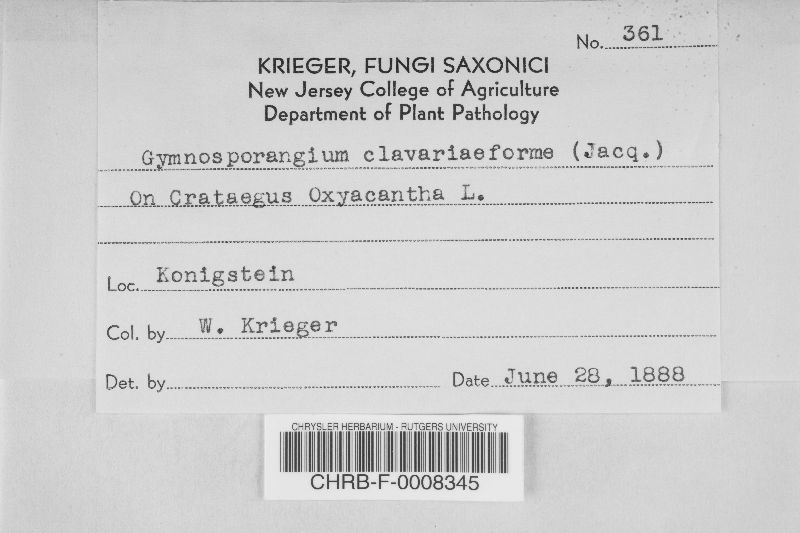 No. 361
KRIEGER, FUNGI SAXONICI
New Jersey College of Agriculture
Department of Plant Pathology
Gymnosporangium clavariaeforme (Jacq.)
On Crataegus Oxyacantha L.
Loc. Konigstein
Col. by W. Krieger
Det. by Date June 28, 1888
CHRYSLER HERBARIUM - RUTGERS UNIVERSITY
CHRB-F-0008345